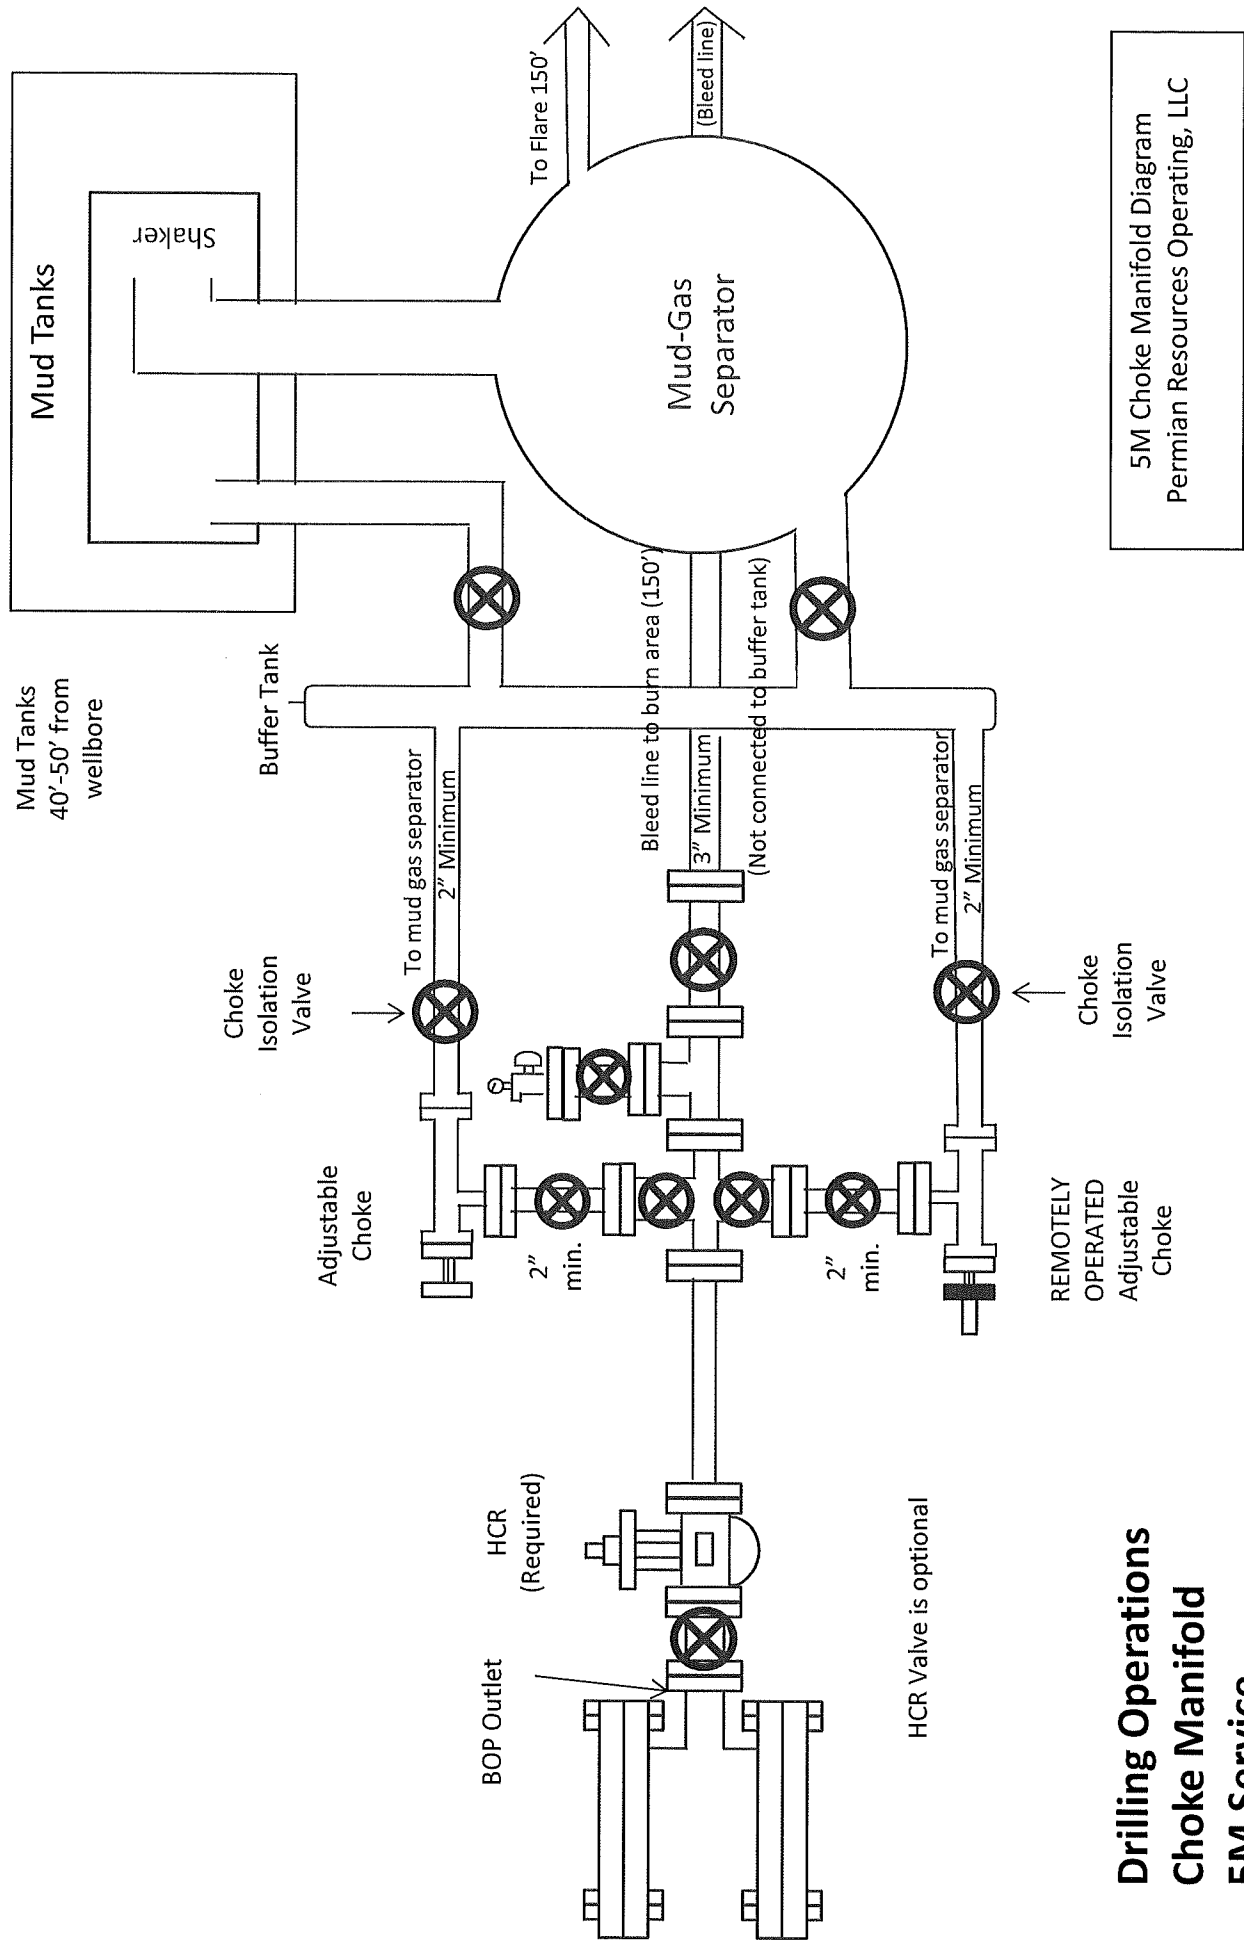 Mud Tanks
40'-50' from
wellbore
Mud Tanks
Shaker
To Flare 150'
(Bleed line)
Mud-Gas
Separator
Buffer Tank
Choke
Isolation
Valve
To mud gas separator
2" Minimum
Adjustable
Choke
2"
min.
Bleed line to burn area (150')
3" Minimum
(Not connected to buffer tank)
BOP Outlet
HCR
(Required)
HCR Valve is optional
2"
min.
REMOTELY
OPERATED
Adjustable
Choke
To mud gas separator
2" Minimum
Choke
Isolation
Valve
Drilling Operations
Choke Manifold
5M Service
5M Choke Manifold Diagram
Permian Resources Operating, LLC